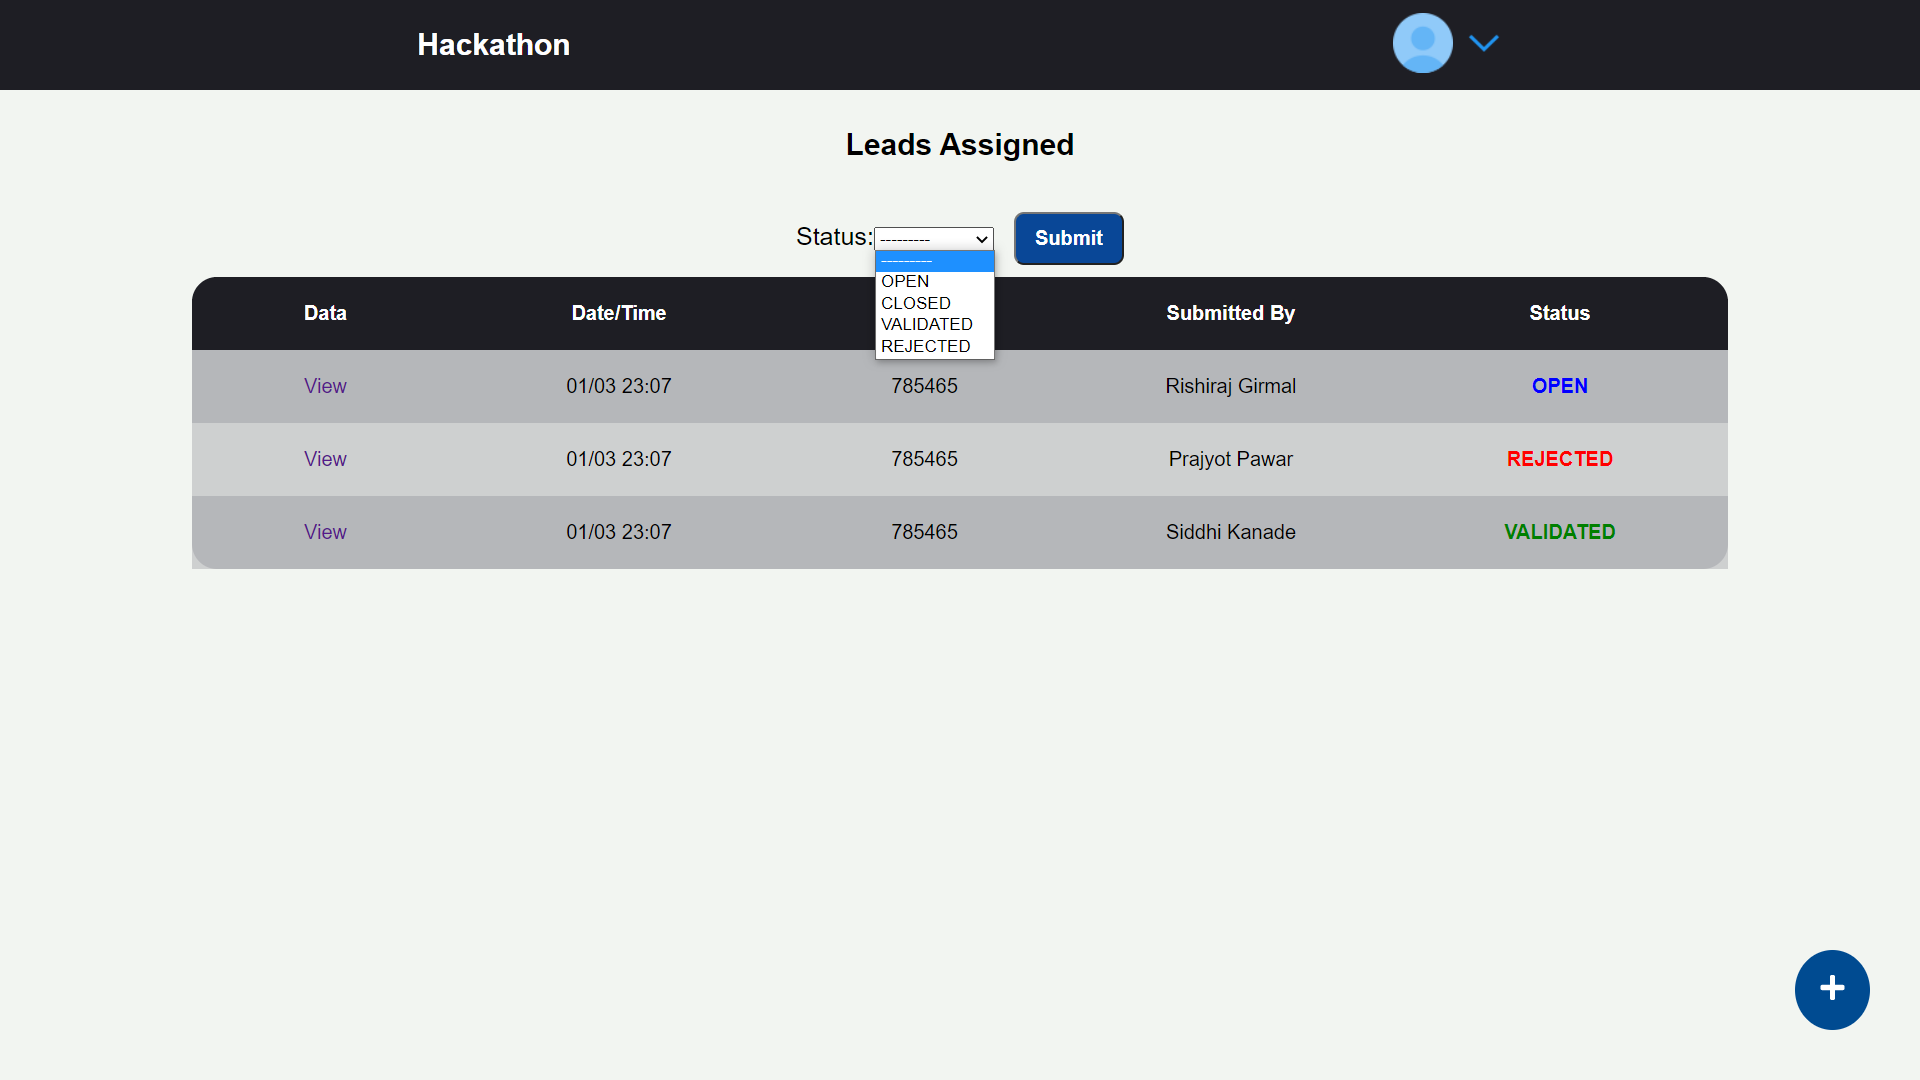 Hackathon
Leads Assigned
Status: --------- Submit
---------
OPEN
CLOSED
VALIDATED
REJECTED
Data Date/Time Submitted By Status
View 01/03 23:07 785465 Rishiraj Girmal OPEN
View 01/03 23:07 785465 Prajyot Pawar REJECTED
View 01/03 23:07 785465 Siddhi Kanade VALIDATED
+